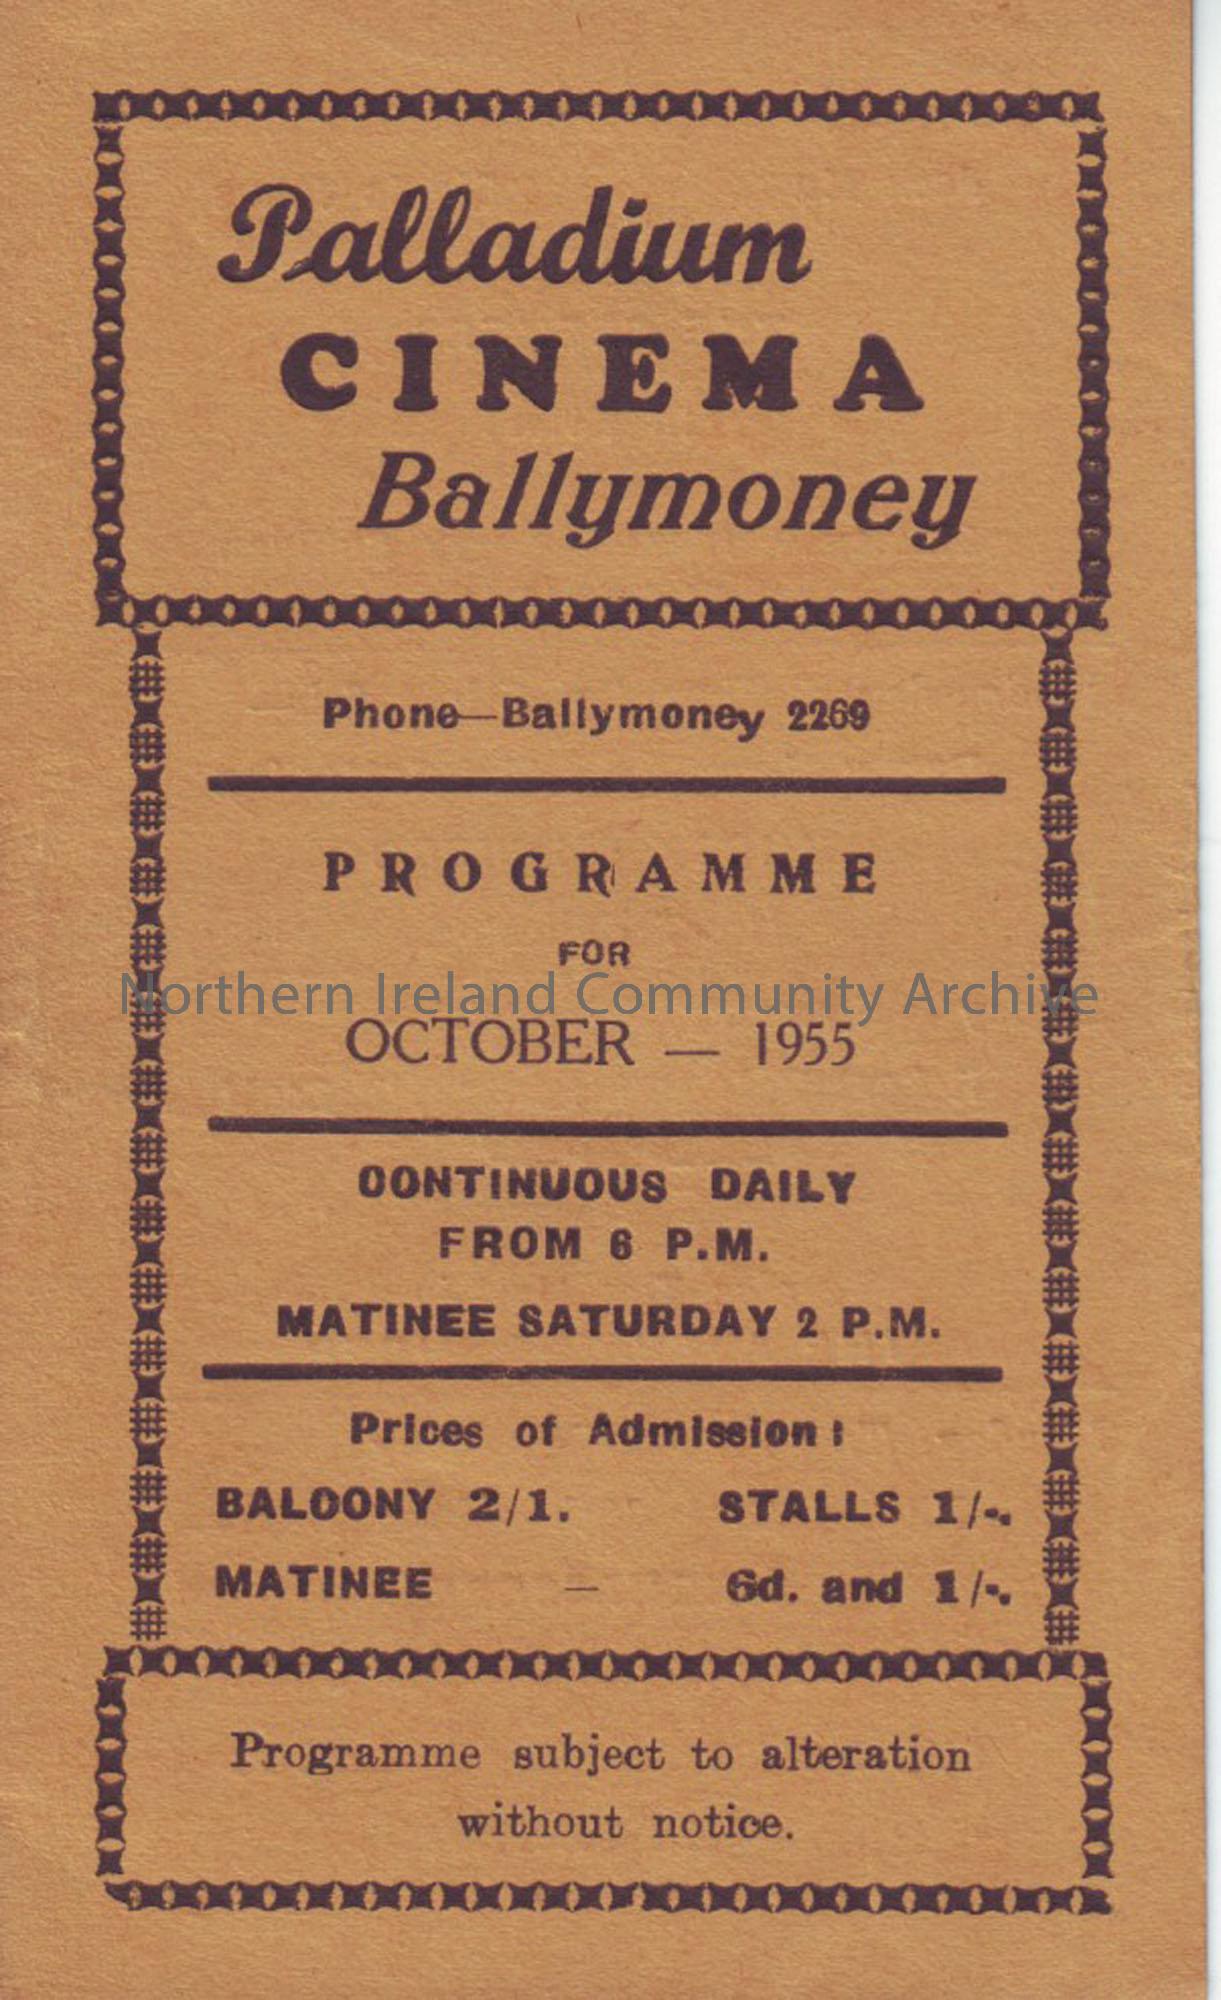 Palladium
CINEMA
Ballymoney
Phone—Ballymoney 2269
PROGRAMME
FOR
Northern Ireland Community Archive
OCTOBER — 1955
CONTINUOUS DAILY
FROM 6 P.M.
MATINEE SATURDAY 2 P.M.
Prices of Admission :
BALCONY 2/1. STALLS 1/-.
MATINEE — 6d. and 1/-.
Programme subject to alteration
without notice.